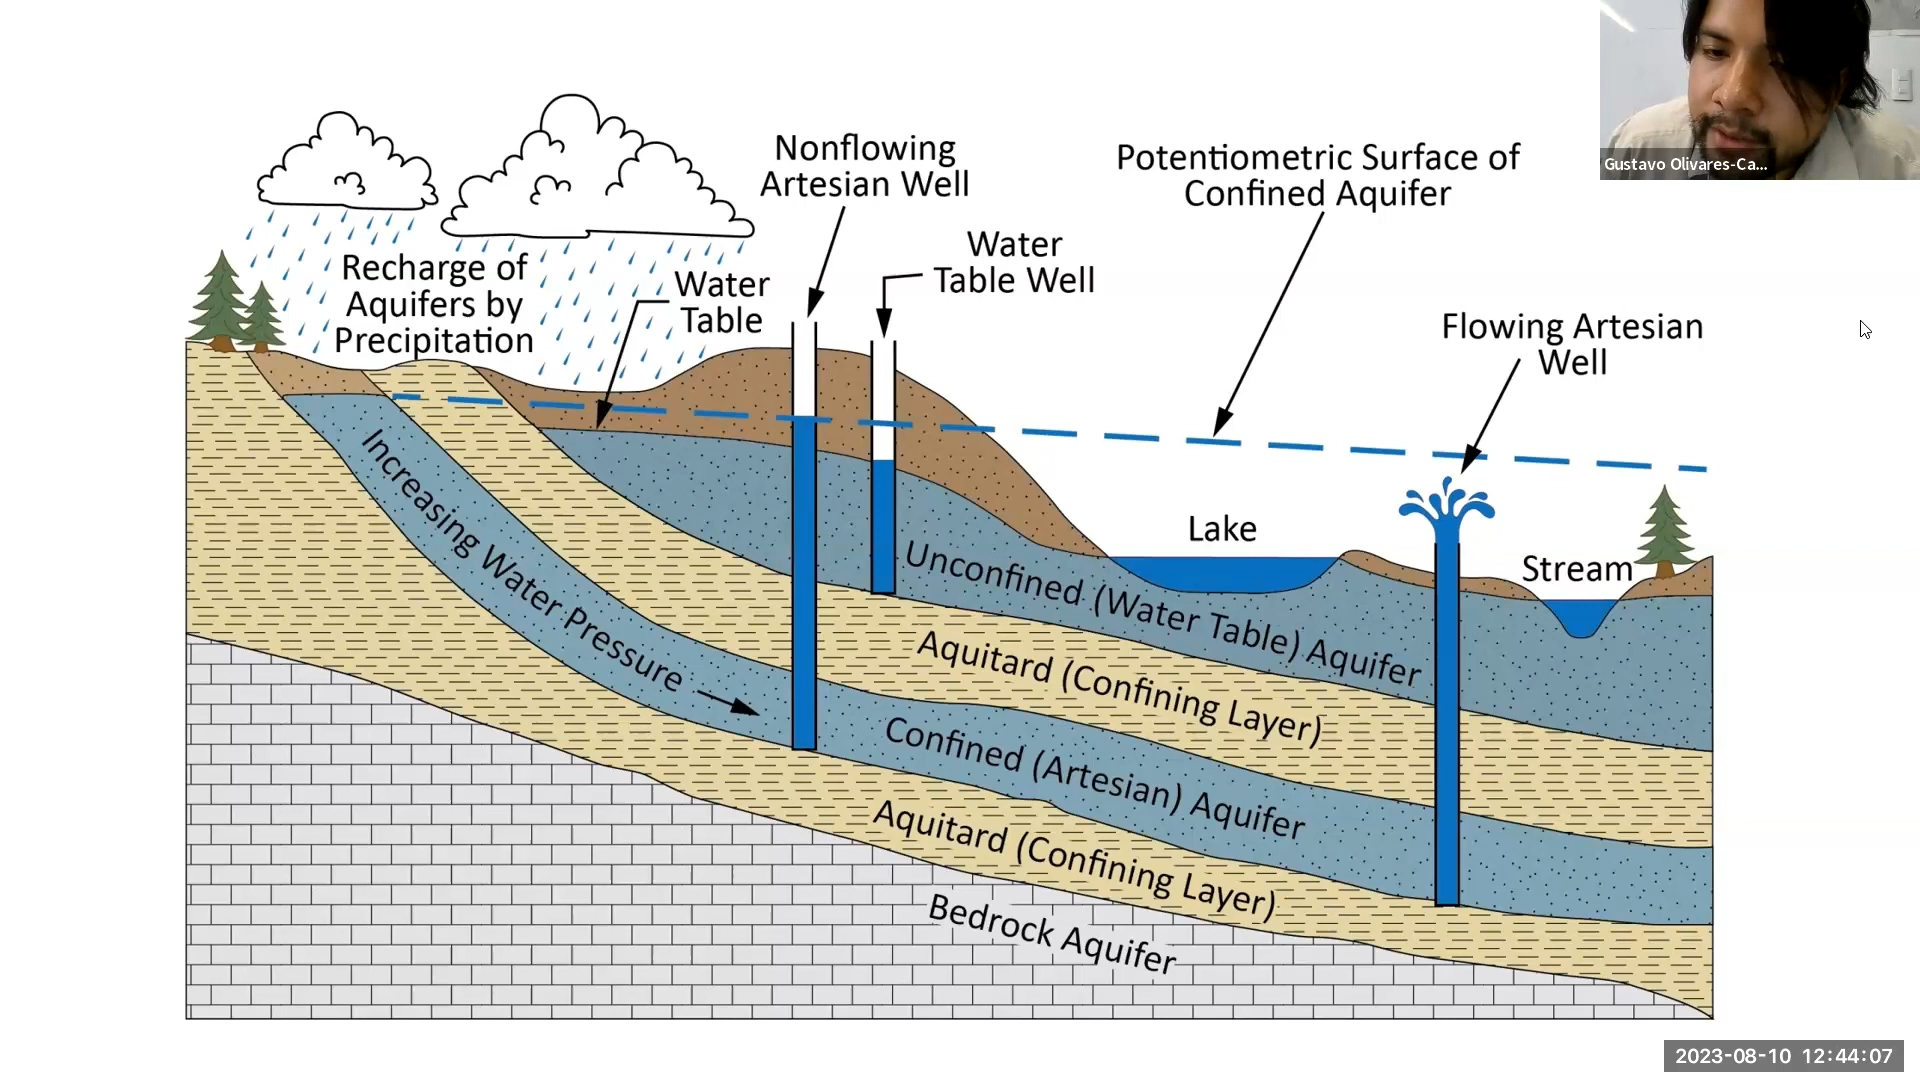 Nonflowing
Artesian Well
Potentiometric Surface of
Confined Aquifer
Gustavo Olivares-Ca...
Water
Table Well
Recharge of
Aquifers by
Precipitation
Water
Table
Flowing Artesian
Well
Increasing Water Pressure
Lake
Stream
Unconfined (Water Table) Aquifer
Aquitard (Confining Layer)
Confined (Artesian) Aquifer
Aquitard (Confining Layer)
Bedrock Aquifer
2023-08-10 12:44:07